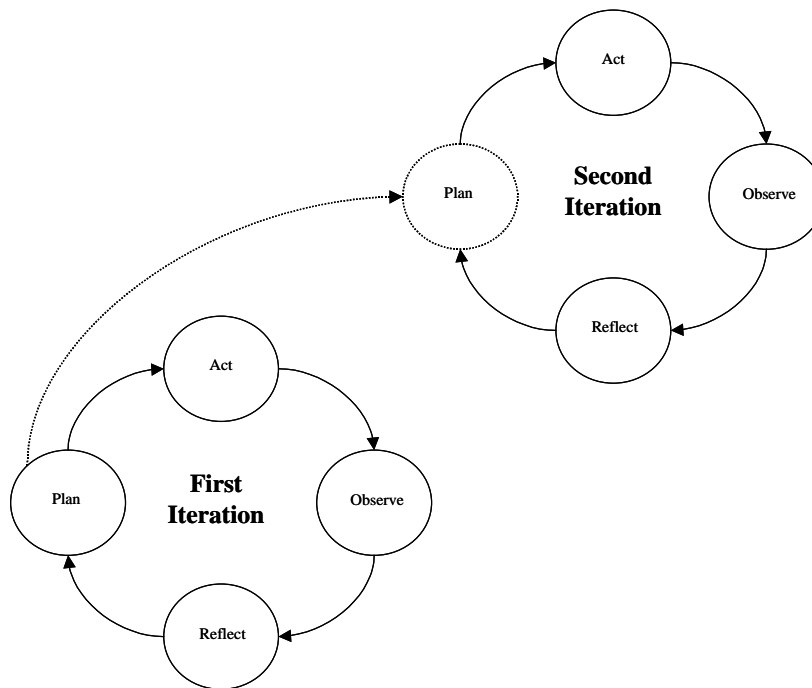 Act
Plan
Second
Iteration
Observe
Reflect
Act
Plan
First
Iteration
Observe
Reflect